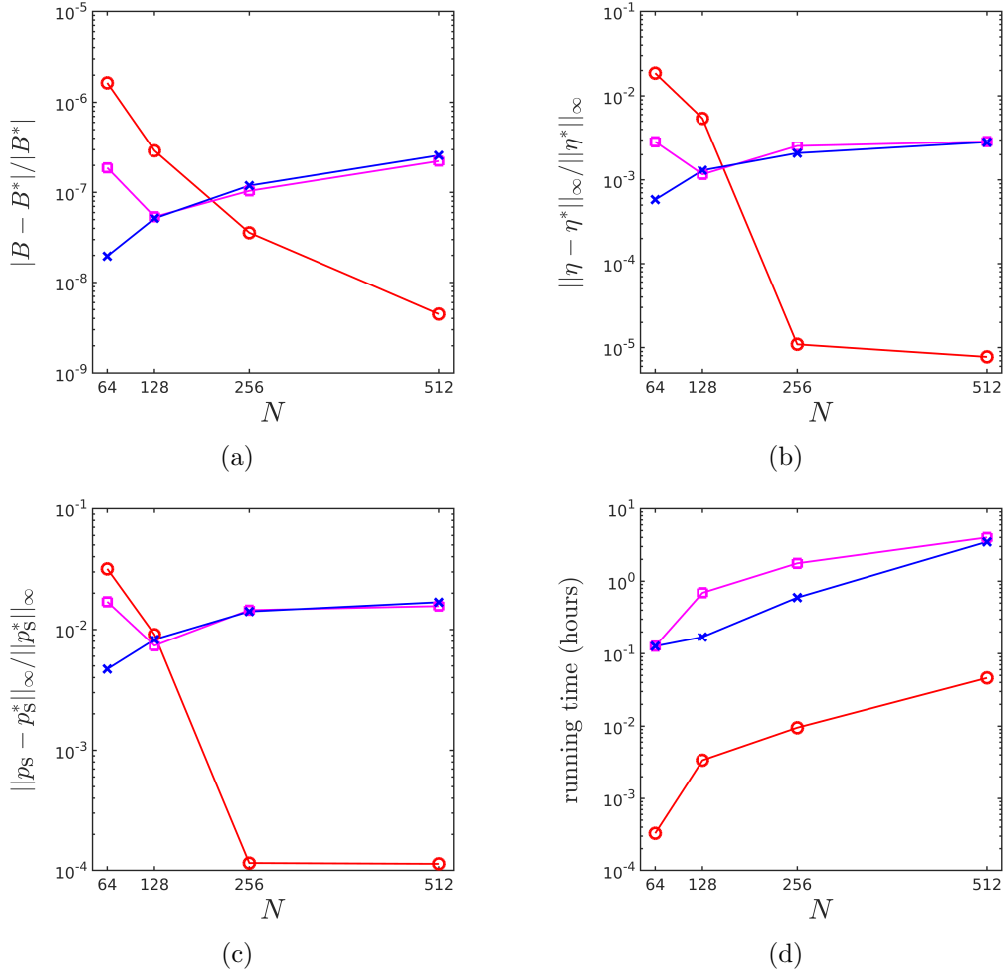 10^-5
10^-6
10^-7
10^-8
10^-9
|B − B*|/|B*|
64 128 256 512
N
(a)
10^-1
10^-2
10^-3
10^-4
10^-5
||η − η*||∞/||η*||∞
64 128 256 512
N
(b)
10^-1
10^-2
10^-3
10^-4
||p_S − p_S*||∞/||p_S*||∞
64 128 256 512
N
(c)
10^1
10^0
10^-1
10^-2
10^-3
10^-4
running time (hours)
64 128 256 512
N
(d)